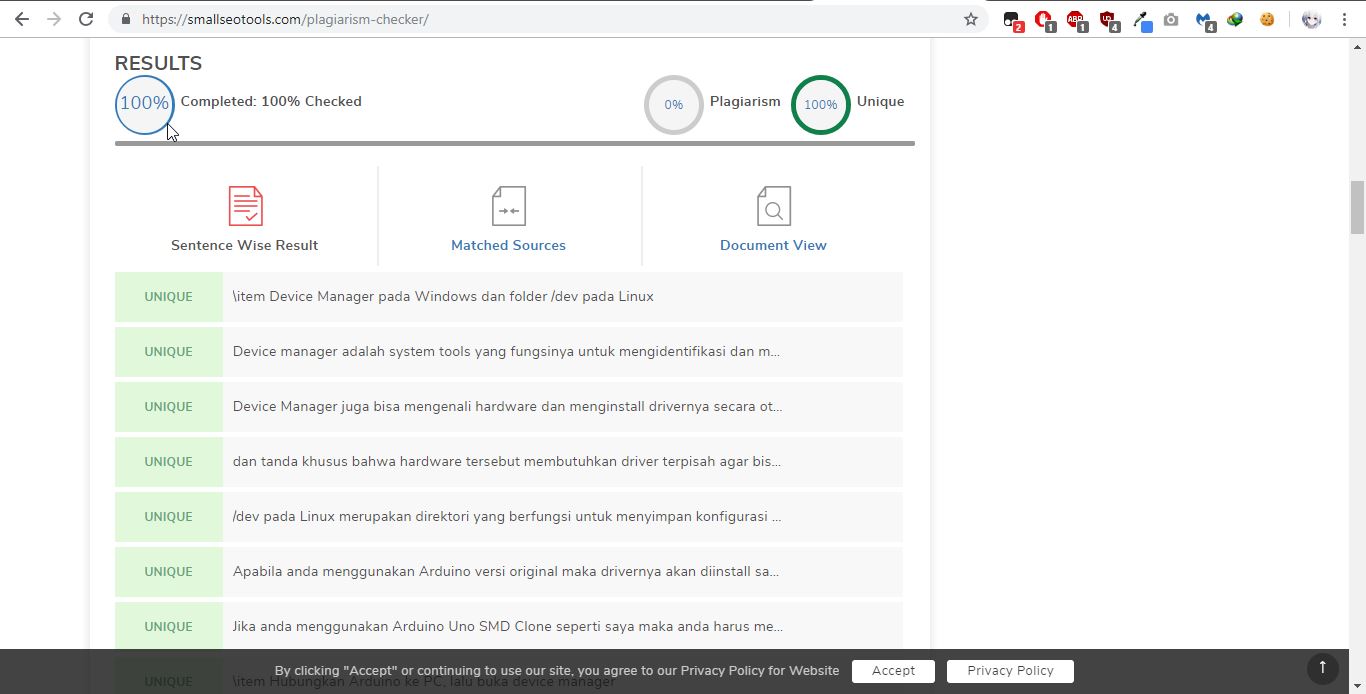 https://smallseotools.com/plagiarism-checker/
2
1
ABP
1
4
4
RESULTS
100%
Completed: 100% Checked
0%
Plagiarism
100%
Unique
Sentence Wise Result
Matched Sources
Document View
UNIQUE \item Device Manager pada Windows dan folder /dev pada Linux
UNIQUE Device manager adalah system tools yang fungsinya untuk mengidentifikasi dan m...
UNIQUE Device Manager juga bisa mengenali hardware dan menginstall drivernya secara ot...
UNIQUE dan tanda khusus bahwa hardware tersebut membutuhkan driver terpisah agar bis...
UNIQUE /dev pada Linux merupakan direktori yang berfungsi untuk menyimpan konfigurasi ...
UNIQUE Apabila anda menggunakan Arduino versi original maka drivernya akan diinstall sa...
UNIQUE Jika anda menggunakan Arduino Uno SMD Clone seperti saya maka anda harus me...
By clicking "Accept" or continuing to use our site, you agree to our Privacy Policy for Website
Accept
Privacy Policy
UNIQUE \item Hubungkan Arduino ke PC, lalu buka device manager